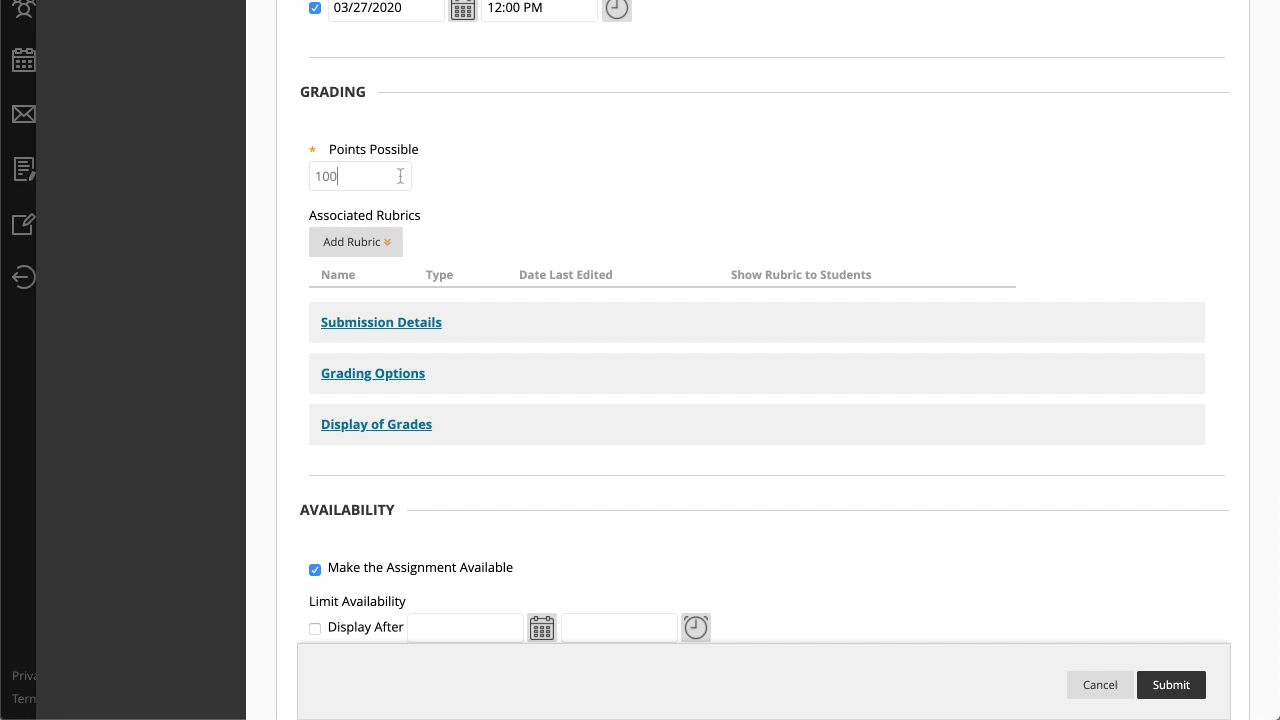 03/27/2020 12:00 PM
GRADING
* Points Possible
100
Associated Rubrics
Add Rubric
Name Type Date Last Edited Show Rubric to Students
Submission Details
Grading Options
Display of Grades
AVAILABILITY
Make the Assignment Available
Limit Availability
Display After
Cancel Submit
Priva
Term